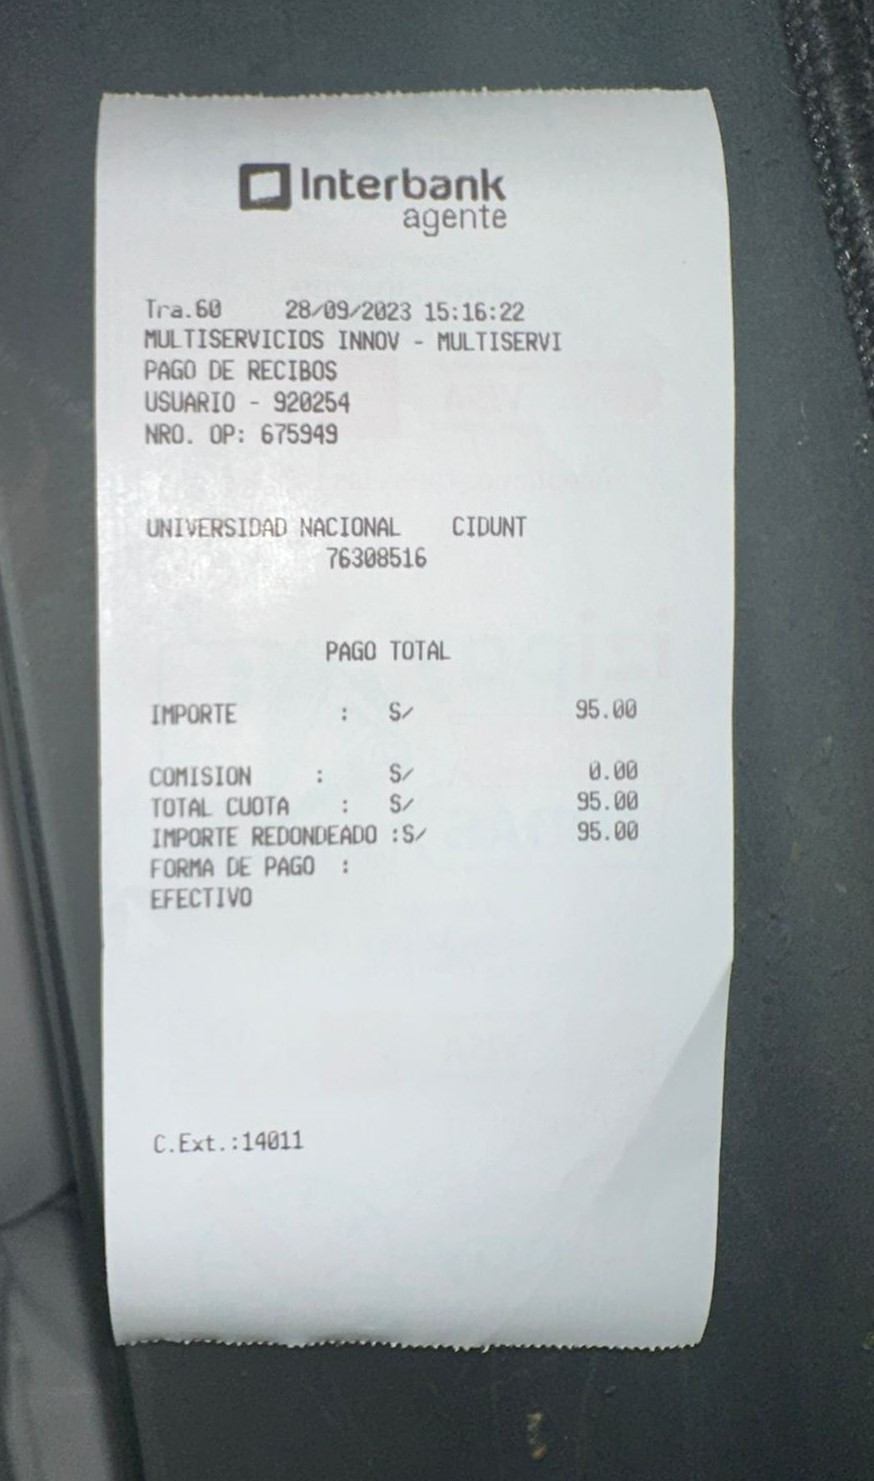 Interbank
agente
Tra.60 28/09/2023 15:16:22
MULTISERVICIOS INNOV - MULTISERVI
PAGO DE RECIBOS
USUARIO - 920254
NRO. OP: 675949
UNIVERSIDAD NACIONAL CIDUNT
76308516
PAGO TOTAL
IMPORTE : S/ 95.00
COMISION : S/ 0.00
TOTAL CUOTA : S/ 95.00
IMPORTE REDONDEADO :S/ 95.00
FORMA DE PAGO :
EFECTIVO
C.Ext.:14011